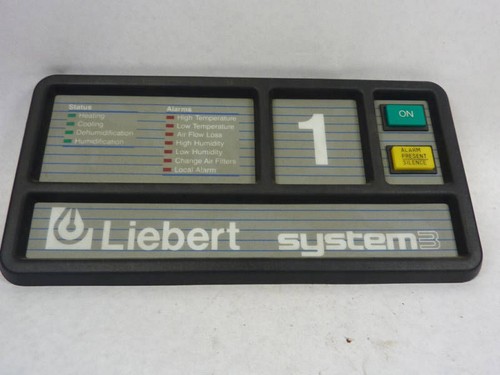 Status
Heating
Cooling
Dehumidification
Humidification
Alarms
High Temperature
Low Temperature
Air Flow Loss
High Humidity
Low Humidity
Change Air Filters
Local Alarm
1
ON
ALARM
PRESENT
SILENCE
Liebert system3